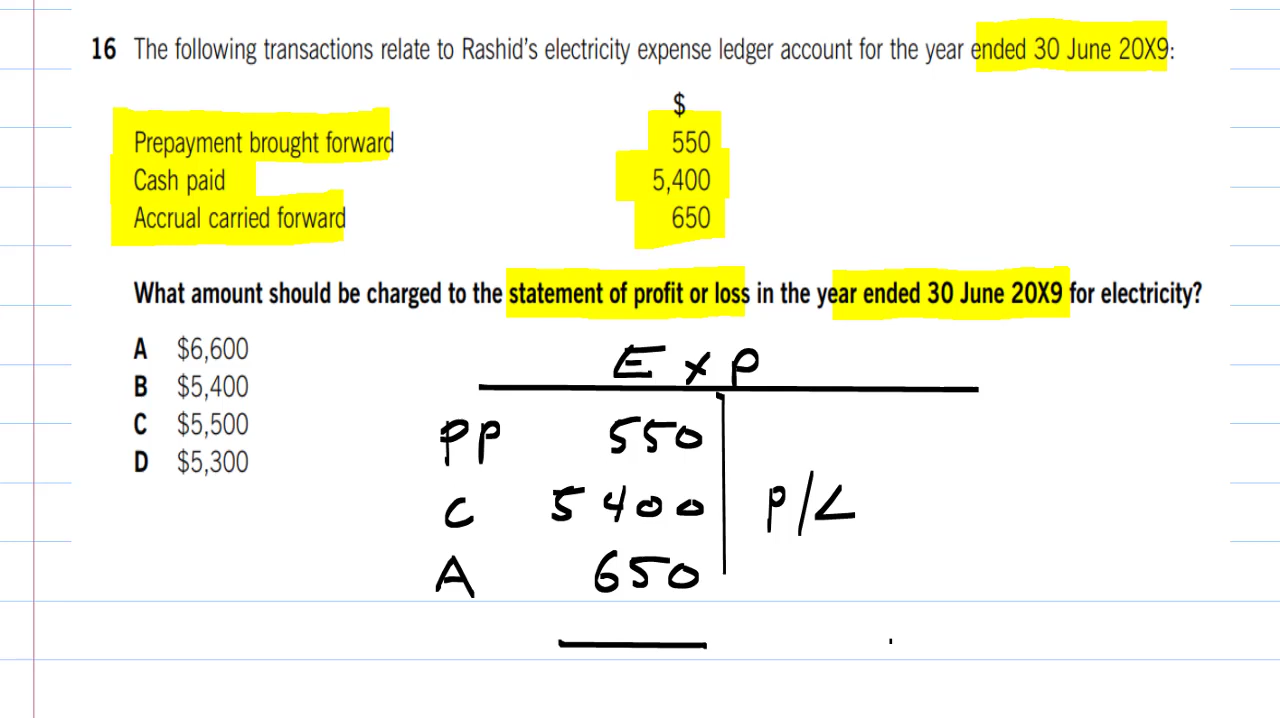 16 The following transactions relate to Rashid's electricity expense ledger account for the year ended 30 June 20X9:
$
Prepayment brought forward 550
Cash paid 5,400
Accrual carried forward 650
What amount should be charged to the statement of profit or loss in the year ended 30 June 20X9 for electricity?
A $6,600
B $5,400
C $5,500
D $5,300
Exp
PP 550
C 5400 P/L
A 650